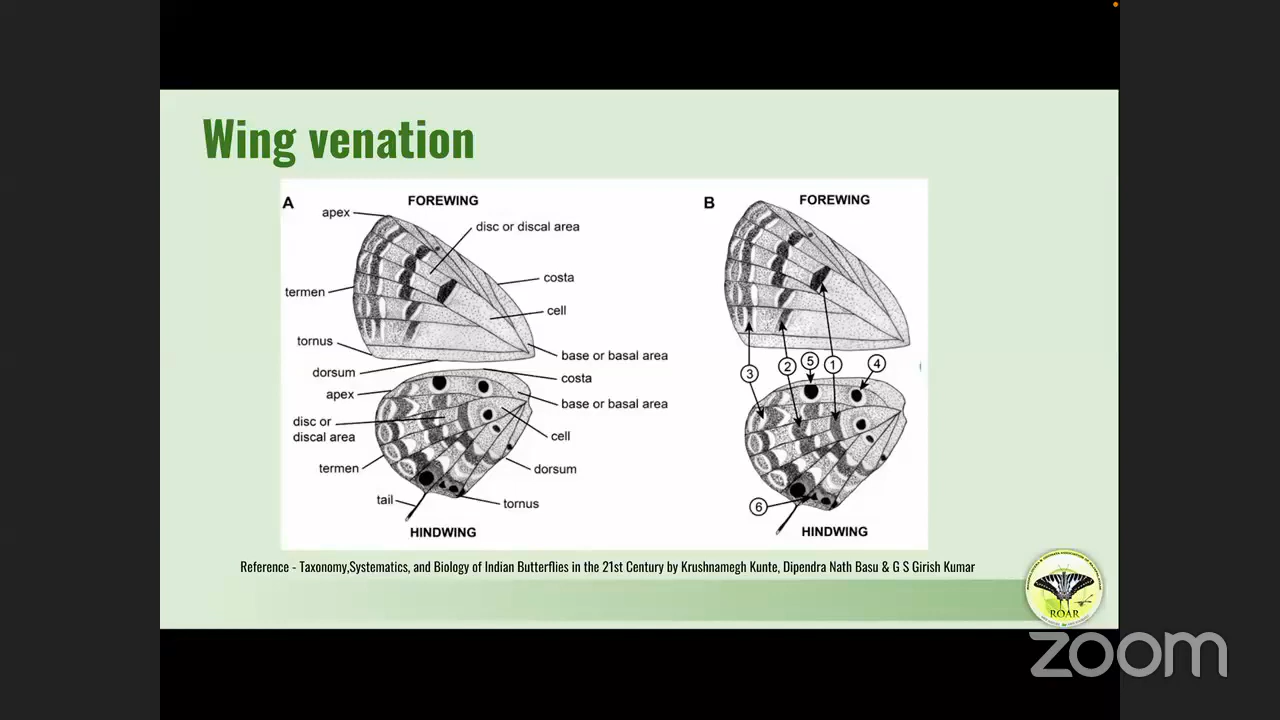 Wing venation
A
FOREWING
apex
disc or discal area
costa
termen
cell
tornus
base or basal area
dorsum
costa
apex
base or basal area
disc or
discal area
cell
termen
dorsum
tail
tornus
HINDWING
B
FOREWING
3
2
5
1
4
6
HINDWING
Reference - Taxonomy,Systematics, and Biology of Indian Butterflies in the 21st Century by Krushnamegh Kunte, Dipendra Nath Basu & G S Girish Kumar
ROAR
zoom